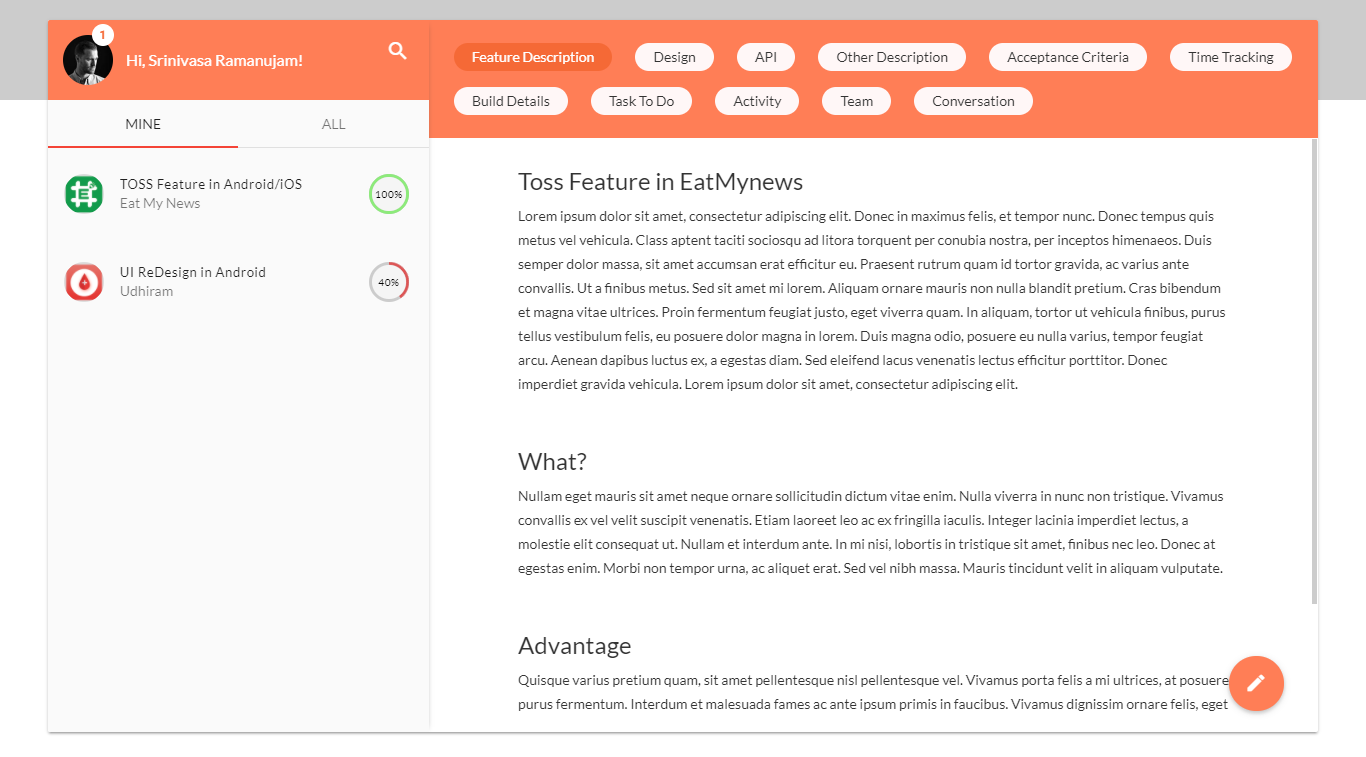 1
Hi, Srinivasa Ramanujam!
MINE
ALL
TOSS Feature in Android/iOS
Eat My News
100%
UI ReDesign in Android
Udhiram
40%
Feature Description
Design
API
Other Description
Acceptance Criteria
Time Tracking
Build Details
Task To Do
Activity
Team
Conversation
Toss Feature in EatMynews
Lorem ipsum dolor sit amet, consectetur adipiscing elit. Donec in maximus felis, et tempor nunc. Donec tempus quis
metus vel vehicula. Class aptent taciti sociosqu ad litora torquent per conubia nostra, per inceptos himenaeos. Duis
semper dolor massa, sit amet accumsan erat efficitur eu. Praesent rutrum quam id tortor gravida, ac varius ante
convallis. Ut a finibus metus. Sed sit amet mi lorem. Aliquam ornare mauris non nulla blandit pretium. Cras bibendum
et magna vitae ultrices. Proin fermentum feugiat justo, eget viverra quam. In aliquam, tortor ut vehicula finibus, purus
tellus vestibulum felis, eu posuere dolor magna in lorem. Duis magna odio, posuere eu nulla varius, tempor feugiat
arcu. Aenean dapibus luctus ex, a egestas diam. Sed eleifend lacus venenatis lectus efficitur porttitor. Donec
imperdiet gravida vehicula. Lorem ipsum dolor sit amet, consectetur adipiscing elit.
What?
Nullam eget mauris sit amet neque ornare sollicitudin dictum vitae enim. Nulla viverra in nunc non tristique. Vivamus
convallis ex vel velit suscipit venenatis. Etiam laoreet leo ac ex fringilla iaculis. Integer lacinia imperdiet lectus, a
molestie elit consequat ut. Nullam et interdum ante. In mi nisi, lobortis in tristique sit amet, finibus nec leo. Donec at
egestas enim. Morbi non tempor urna, ac aliquet erat. Sed vel nibh massa. Mauris tincidunt velit in aliquam vulputate.
Advantage
Quisque varius pretium quam, sit amet pellentesque nisl pellentesque vel. Vivamus porta felis a mi ultrices, at posuere
purus fermentum. Interdum et malesuada fames ac ante ipsum primis in faucibus. Vivamus dignissim ornare felis, eget